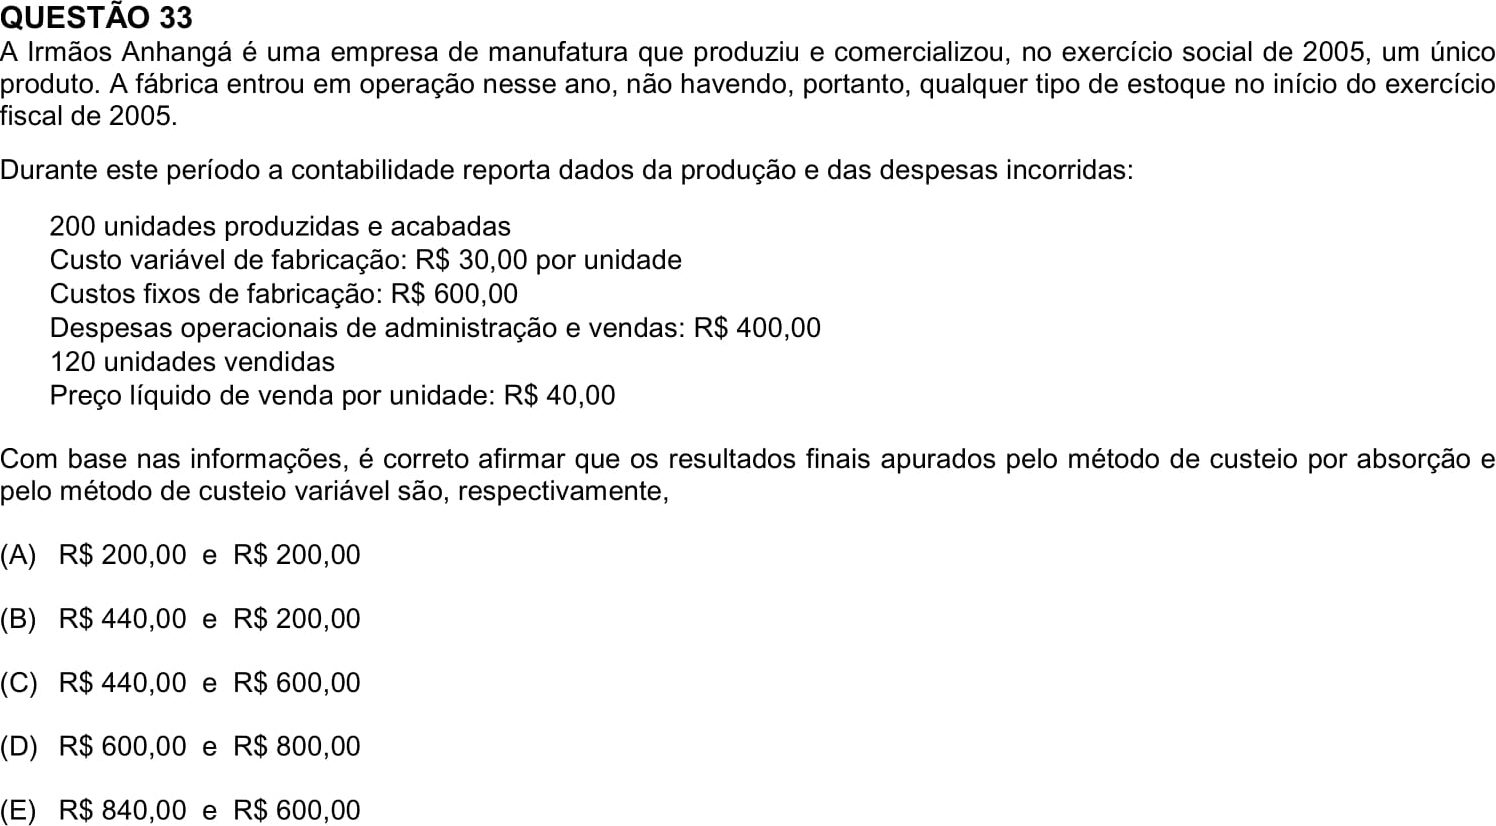 QUESTÃO 33
A Irmãos Anhangá é uma empresa de manufatura que produziu e comercializou, no exercício social de 2005, um único
produto. A fábrica entrou em operação nesse ano, não havendo, portanto, qualquer tipo de estoque no início do exercício
fiscal de 2005.
Durante este período a contabilidade reporta dados da produção e das despesas incorridas:
200 unidades produzidas e acabadas
Custo variável de fabricação: R$ 30,00 por unidade
Custos fixos de fabricação: R$ 600,00
Despesas operacionais de administração e vendas: R$ 400,00
120 unidades vendidas
Preço líquido de venda por unidade: R$ 40,00
Com base nas informações, é correto afirmar que os resultados finais apurados pelo método de custeio por absorção e
pelo método de custeio variável são, respectivamente,
(A) R$ 200,00 e R$ 200,00
(B) R$ 440,00 e R$ 200,00
(C) R$ 440,00 e R$ 600,00
(D) R$ 600,00 e R$ 800,00
(E) R$ 840,00 e R$ 600,00